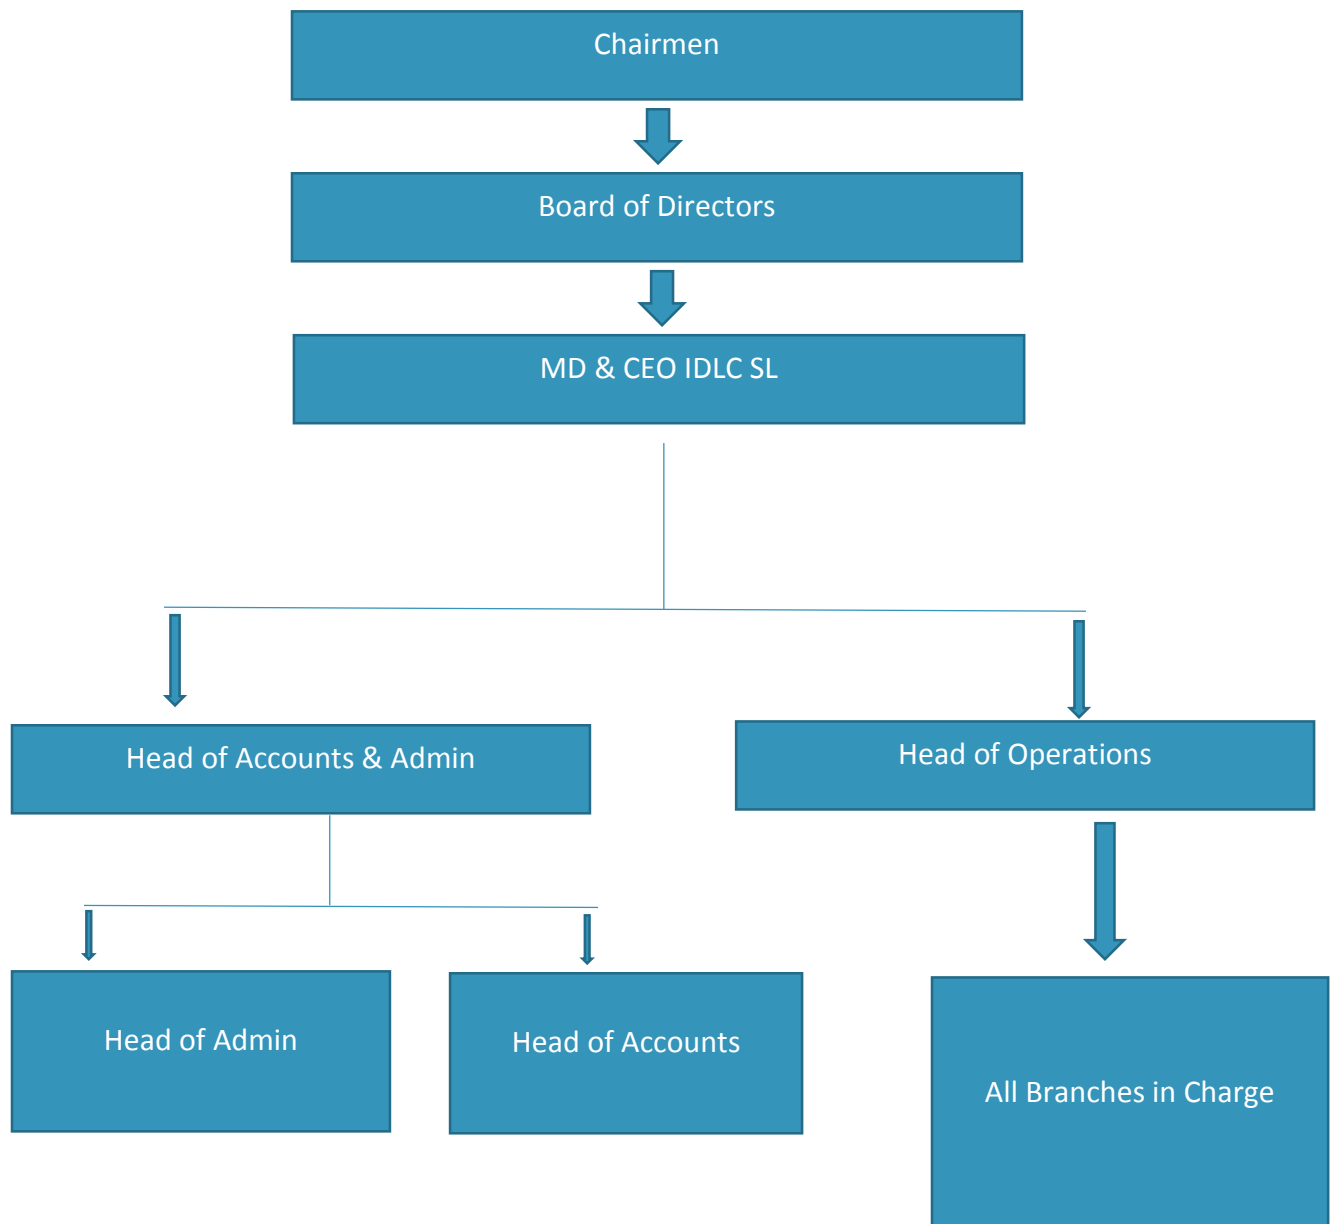 Chairmen
Board of Directors
MD & CEO IDLC SL
Head of Accounts & Admin
Head of Operations
Head of Admin
Head of Accounts
All Branches in Charge